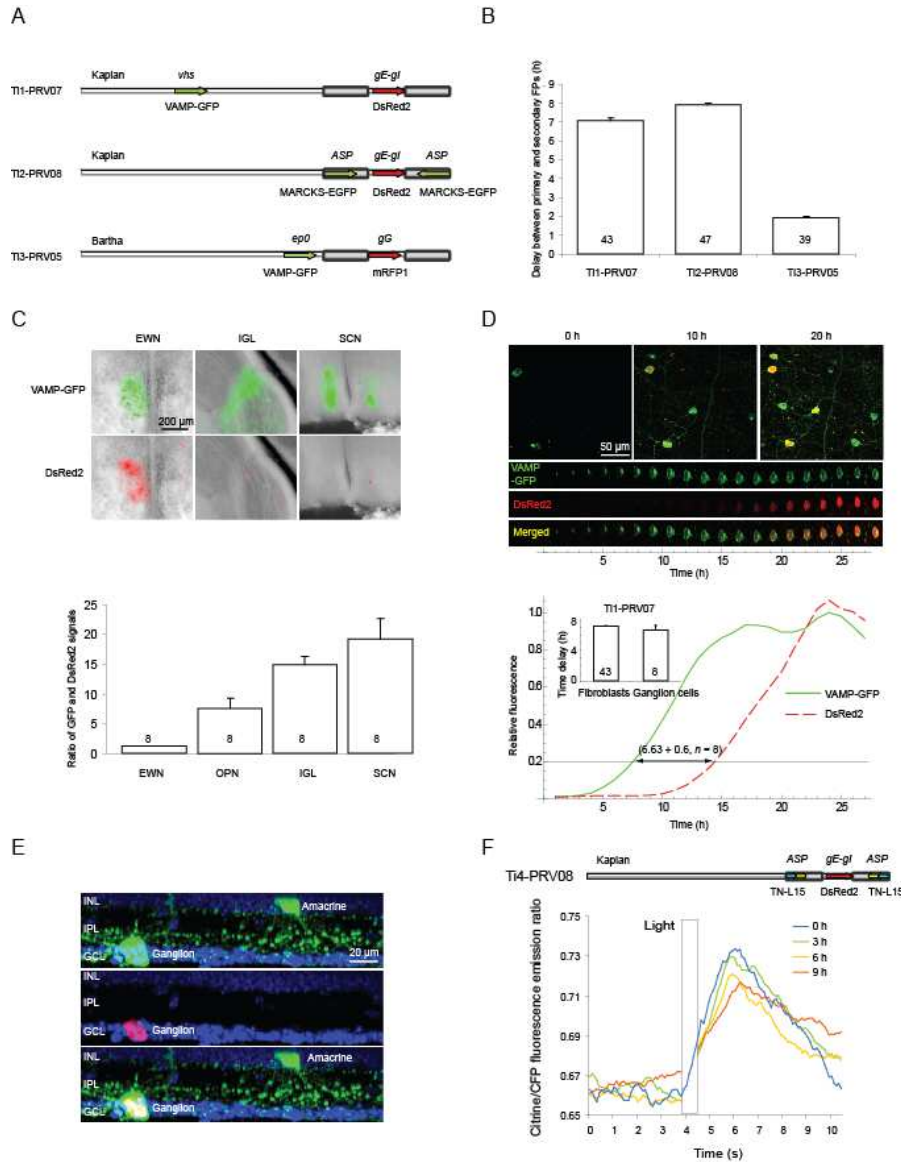 A
Kaplan
vhs
gE-gI
TI1-PRV07
VAMP-GFP
DsRed2
Kaplan
ASP
gE-gI
ASP
TI2-PRV08
MARCKS-EGFP
DsRed2
MARCKS-EGFP
Bartha
ep0
gG
TI3-PRV05
VAMP-GFP
mRFP1
B
Delay between primary and secondary FPs (h)
9
8
7
6
5
4
3
2
1
0
43
47
39
TI1-PRV07
TI2-PRV08
Ti3-PRV05
C
EWN
IGL
SCN
VAMP-GFP
200 µm
DsRed2
Ratio of GFP and DsRed2 signals
25
20
15
10
5
0
8
8
8
8
EWN
OPN
IGL
SCN
D
0 h
10 h
20 h
50 µm
VAMP
-GFP
DsRed2
Merged
5
10
15
20
25
Time (h)
Relative fluorescence
1.0
0.8
0.6
0.4
0.2
TI1-PRV07
Time delay (h)
8
4
0
43
8
Fibroblasts
Ganglion cells
VAMP-GFP
DsRed2
(6.63 + 0.6, n = 8)
5
10
15
20
25
Time (h)
E
INL
Amacrine
IPL
GCL
Ganglion
20 µm
INL
IPL
GCL
Ganglion
INL
Amacrine
IPL
GCL
Ganglion
F
Kaplan
ASP
gE-gI
ASP
Ti4-PRV08
TN-L15
DsRed2
TN-L15
Citrine/CFP fluorescence emission ratio
0.75
0.73
0.71
0.69
0.67
0.65
Light
0 h
3 h
6 h
9 h
0
1
2
3
4
5
6
7
8
9
10
Time (s)